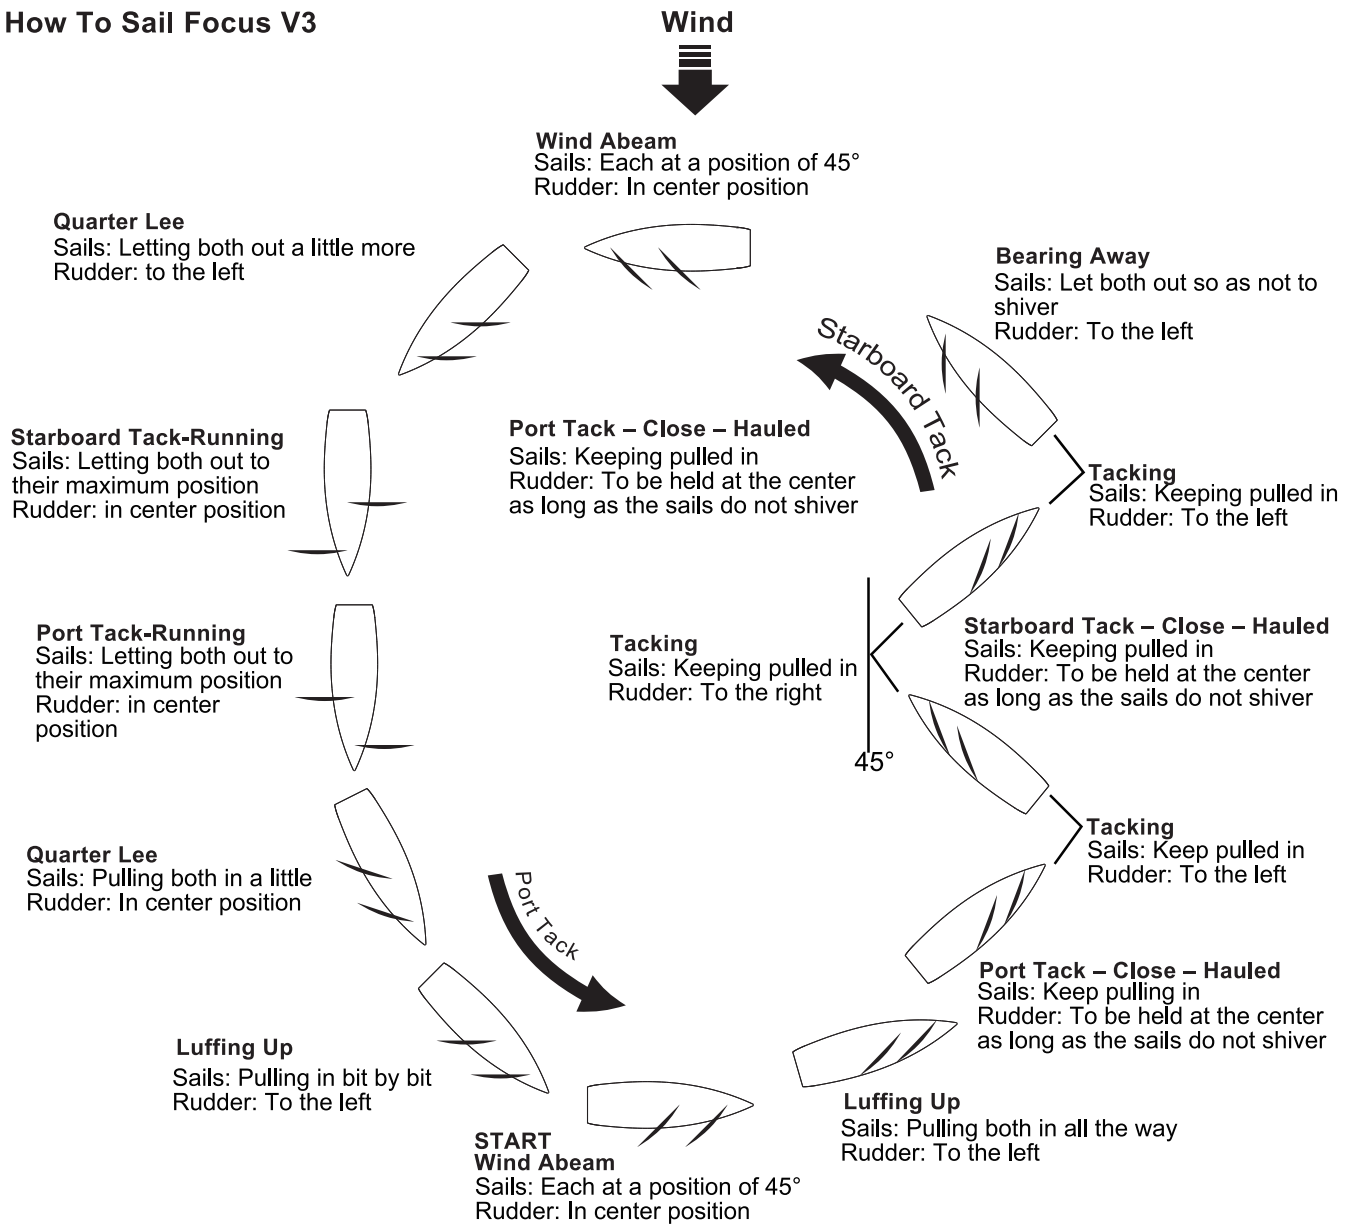 How To Sail Focus V3
Wind
Wind Abeam
Sails: Each at a position of 45°
Rudder: In center position
Quarter Lee
Sails: Letting both out a little more
Rudder: to the left
Bearing Away
Sails: Let both out so as not to
shiver
Rudder: To the left
Starboard Tack
Starboard Tack-Running
Sails: Letting both out to
their maximum position
Rudder: in center position
Port Tack – Close – Hauled
Sails: Keeping pulled in
Rudder: To be held at the center
as long as the sails do not shiver
Tacking
Sails: Keeping pulled in
Rudder: To the left
Port Tack-Running
Sails: Letting both out to
their maximum position
Rudder: in center
position
Tacking
Sails: Keeping pulled in
Rudder: To the right
45°
Starboard Tack – Close – Hauled
Sails: Keeping pulled in
Rudder: To be held at the center
as long as the sails do not shiver
Tacking
Sails: Keep pulled in
Rudder: To the left
Quarter Lee
Sails: Pulling both in a little
Rudder: In center position
Port Tack
Port Tack – Close – Hauled
Sails: Keep pulling in
Rudder: To be held at the center
as long as the sails do not shiver
Luffing Up
Sails: Pulling in bit by bit
Rudder: To the left
Luffing Up
Sails: Pulling both in all the way
Rudder: To the left
START
Wind Abeam
Sails: Each at a position of 45°
Rudder: In center position